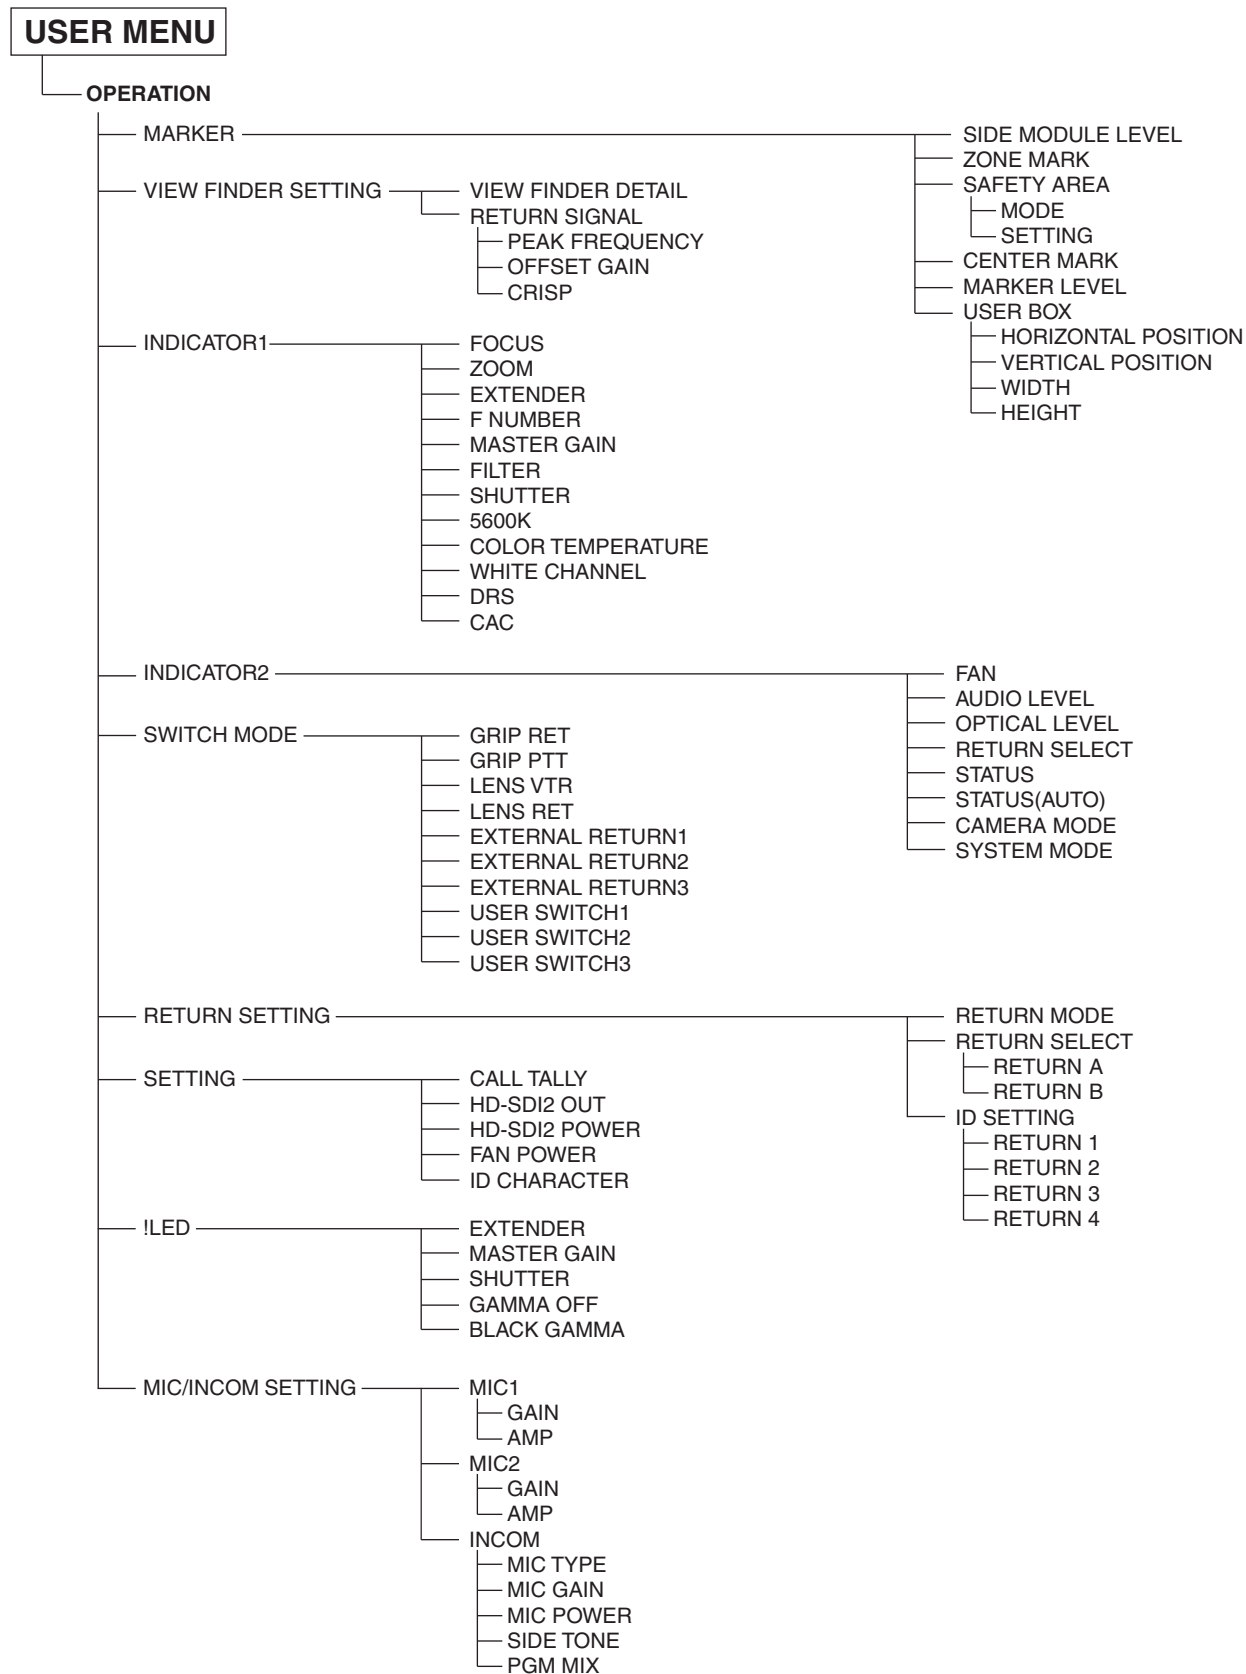 USER MENU
OPERATION
MARKER
SIDE MODULE LEVEL
ZONE MARK
SAFETY AREA
MODE
SETTING
CENTER MARK
MARKER LEVEL
USER BOX
HORIZONTAL POSITION
VERTICAL POSITION
WIDTH
HEIGHT
VIEW FINDER SETTING
VIEW FINDER DETAIL
RETURN SIGNAL
PEAK FREQUENCY
OFFSET GAIN
CRISP
INDICATOR1
FOCUS
ZOOM
EXTENDER
F NUMBER
MASTER GAIN
FILTER
SHUTTER
5600K
COLOR TEMPERATURE
WHITE CHANNEL
DRS
CAC
INDICATOR2
FAN
AUDIO LEVEL
OPTICAL LEVEL
RETURN SELECT
STATUS
STATUS(AUTO)
CAMERA MODE
SYSTEM MODE
SWITCH MODE
GRIP RET
GRIP PTT
LENS VTR
LENS RET
EXTERNAL RETURN1
EXTERNAL RETURN2
EXTERNAL RETURN3
USER SWITCH1
USER SWITCH2
USER SWITCH3
RETURN SETTING
RETURN MODE
RETURN SELECT
RETURN A
RETURN B
ID SETTING
RETURN 1
RETURN 2
RETURN 3
RETURN 4
SETTING
CALL TALLY
HD-SDI2 OUT
HD-SDI2 POWER
FAN POWER
ID CHARACTER
!LED
EXTENDER
MASTER GAIN
SHUTTER
GAMMA OFF
BLACK GAMMA
MIC/INCOM SETTING
MIC1
GAIN
AMP
MIC2
GAIN
AMP
INCOM
MIC TYPE
MIC GAIN
MIC POWER
SIDE TONE
PGM MIX